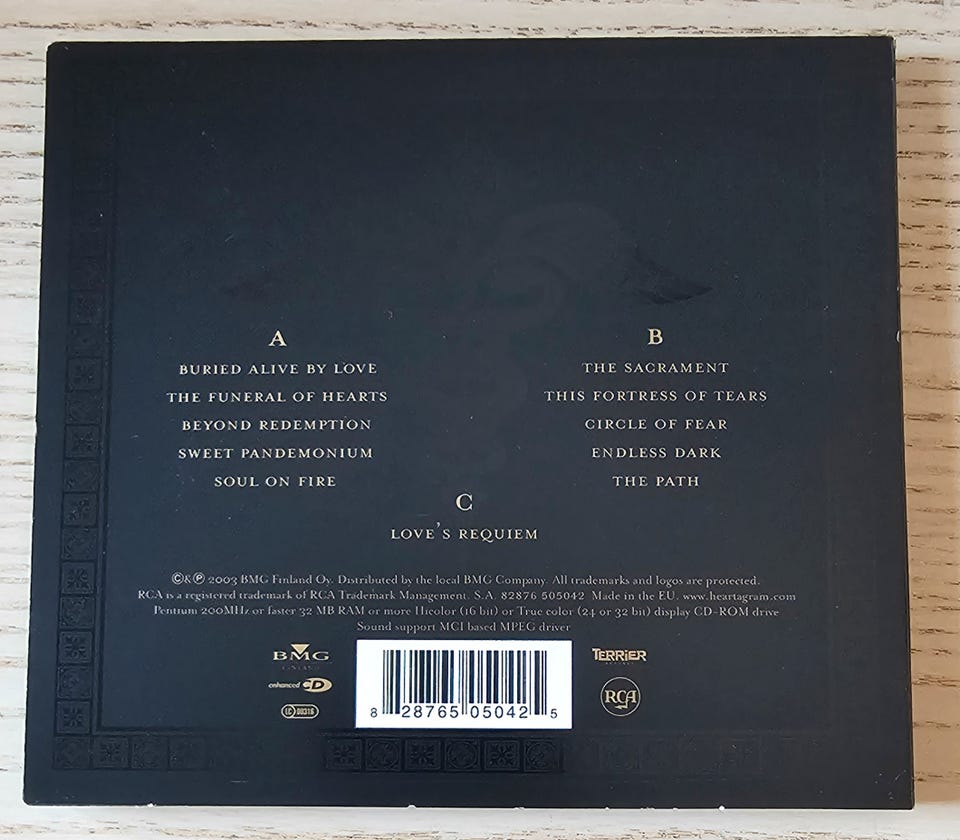 A
BURIED ALIVE BY LOVE
THE FUNERAL OF HEARTS
BEYOND REDEMPTION
SWEET PANDEMONIUM
SOUL ON FIRE
B
THE SACRAMENT
THIS FORTRESS OF TEARS
CIRCLE OF FEAR
ENDLESS DARK
THE PATH
C
LOVE'S REQUIEM
©&℗ 2003 BMG Finland Oy. Distributed by the local BMG Company. All trademarks and logos are protected.
RCA is a registered trademark of RCA Trademark Management. S.A. 82876 505042 Made in the EU. www.heartagram.com
Pentium 200MHz or faster 32 MB RAM or more Hicolor (16 bit) or True color (24 or 32 bit) display CD-ROM drive
Sound support MCI based MPEG driver
BMG
FINLAND
enhanced CD
LC 00316
8 28765 05042 5
TERRIER
RCA